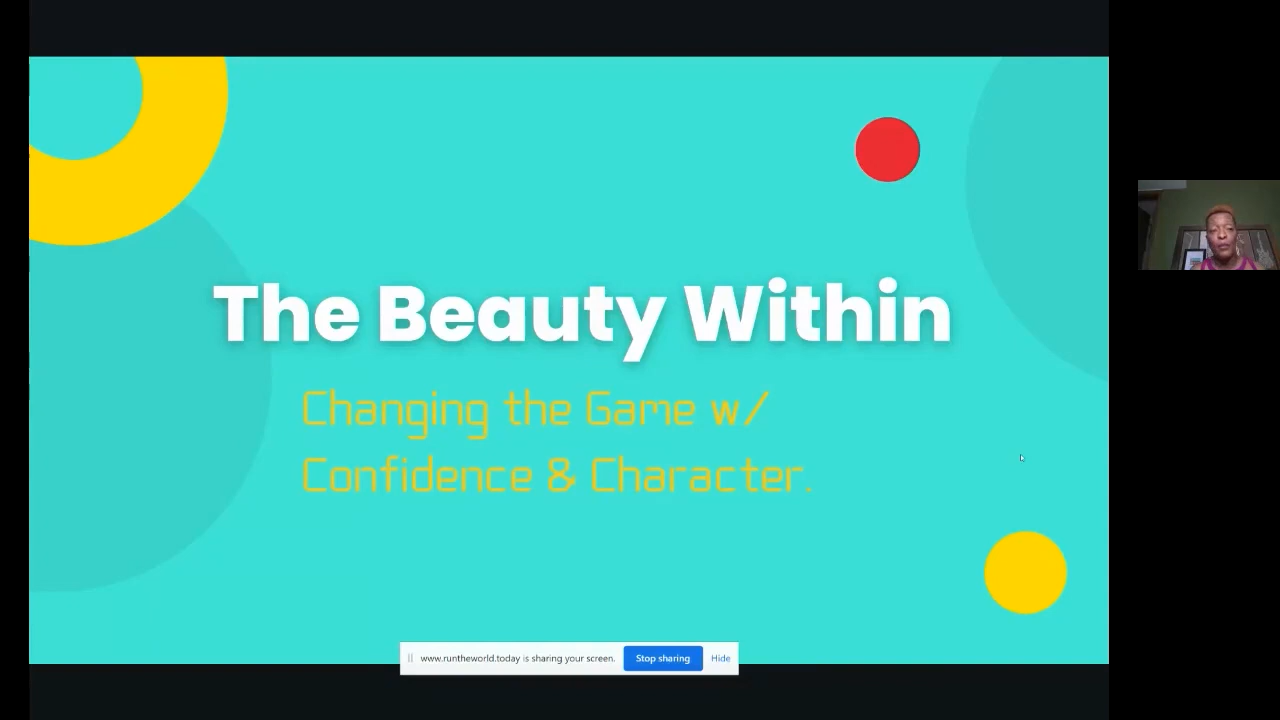 The Beauty Within
Changing the Game w/
Confidence & Character.
www.runtheworld.today is sharing your screen. Stop sharing Hide